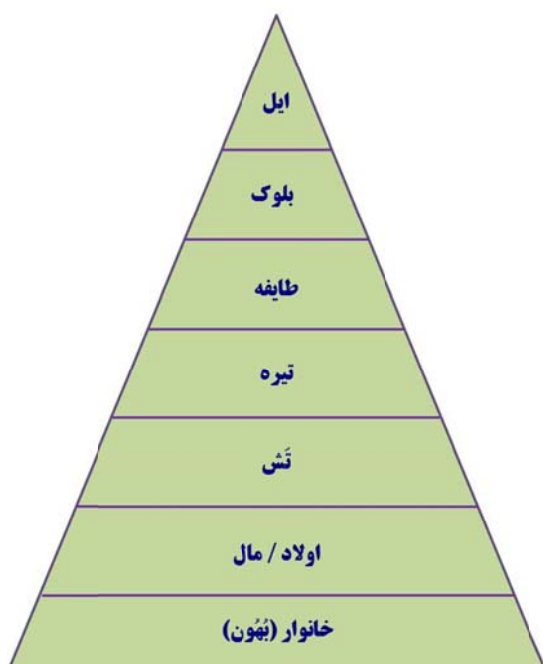 ایل
بلوک
طایفه
تیره
تَش
اولاد / مال
خانوار (بُهُون)